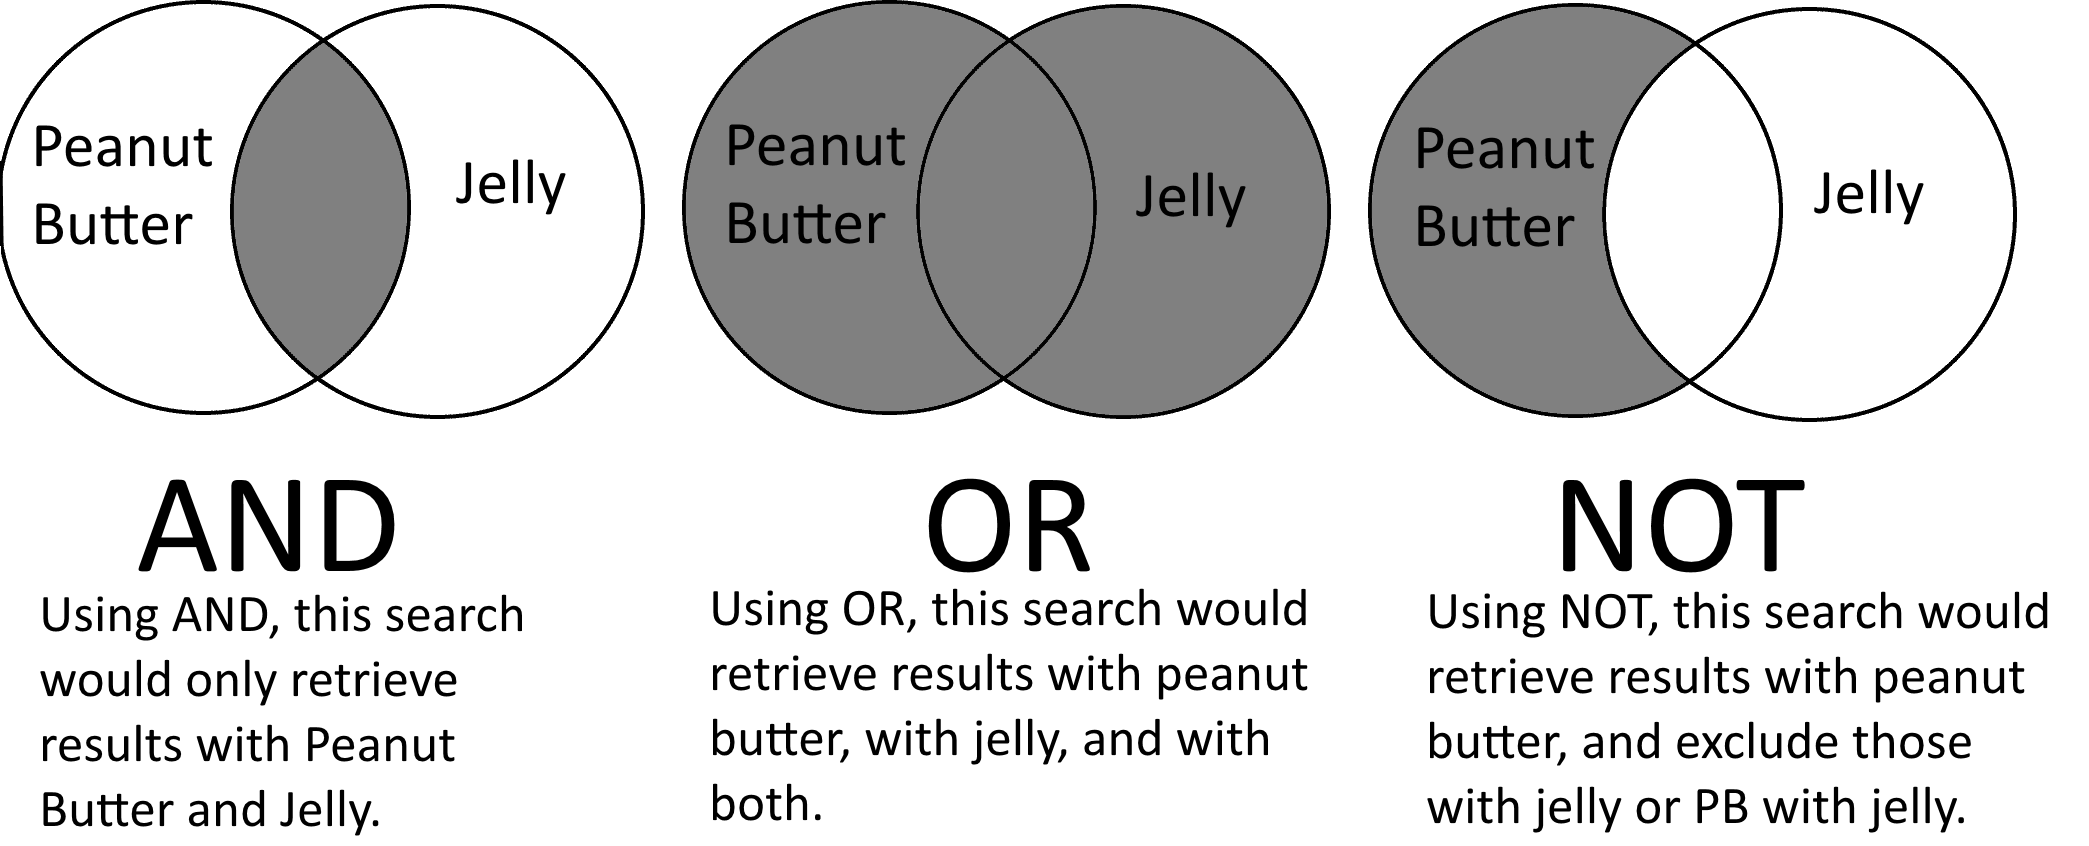 Peanut
Butter
Jelly
AND
Using AND, this search
would only retrieve
results with Peanut
Butter and Jelly.
Peanut
Butter
Jelly
OR
Using OR, this search would
retrieve results with peanut
butter, with jelly, and with
both.
Peanut
Butter
Jelly
NOT
Using NOT, this search would
retrieve results with peanut
butter, and exclude those
with jelly or PB with jelly.